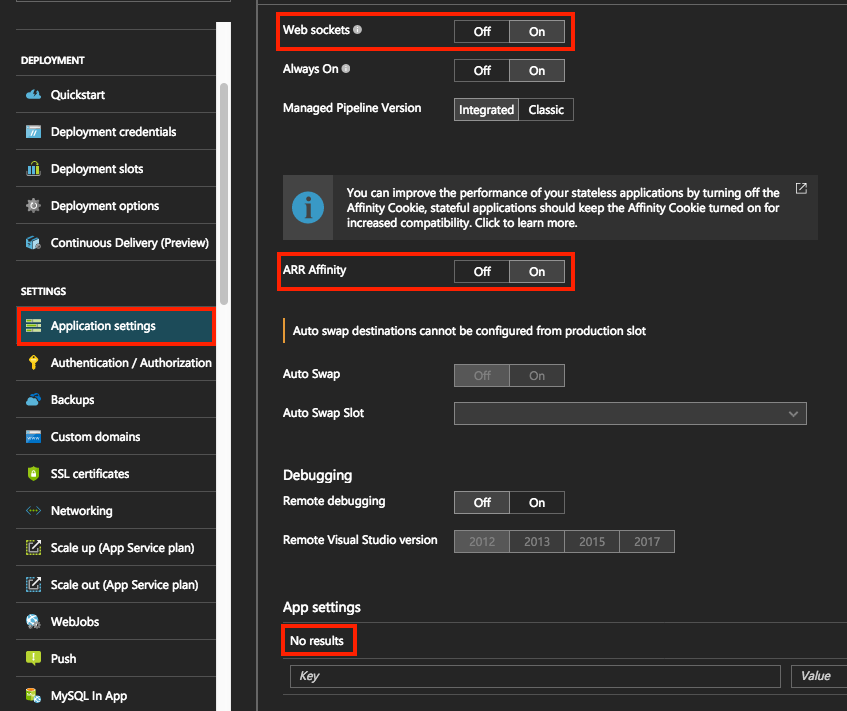 DEPLOYMENT
Quickstart
Deployment credentials
Deployment slots
Deployment options
Continuous Delivery (Preview)
SETTINGS
Application settings
Authentication / Authorization
Backups
Custom domains
SSL certificates
Networking
Scale up (App Service plan)
Scale out (App Service plan)
WebJobs
Push
MySQL In App
Web sockets Off On
Always On Off On
Managed Pipeline Version Integrated Classic
You can improve the performance of your stateless applications by turning off the
Affinity Cookie, stateful applications should keep the Affinity Cookie turned on for
increased compatibility. Click to learn more.
ARR Affinity Off On
Auto swap destinations cannot be configured from production slot
Auto Swap Off On
Auto Swap Slot
Debugging
Remote debugging Off On
Remote Visual Studio version 2012 2013 2015 2017
App settings
No results
Key Value